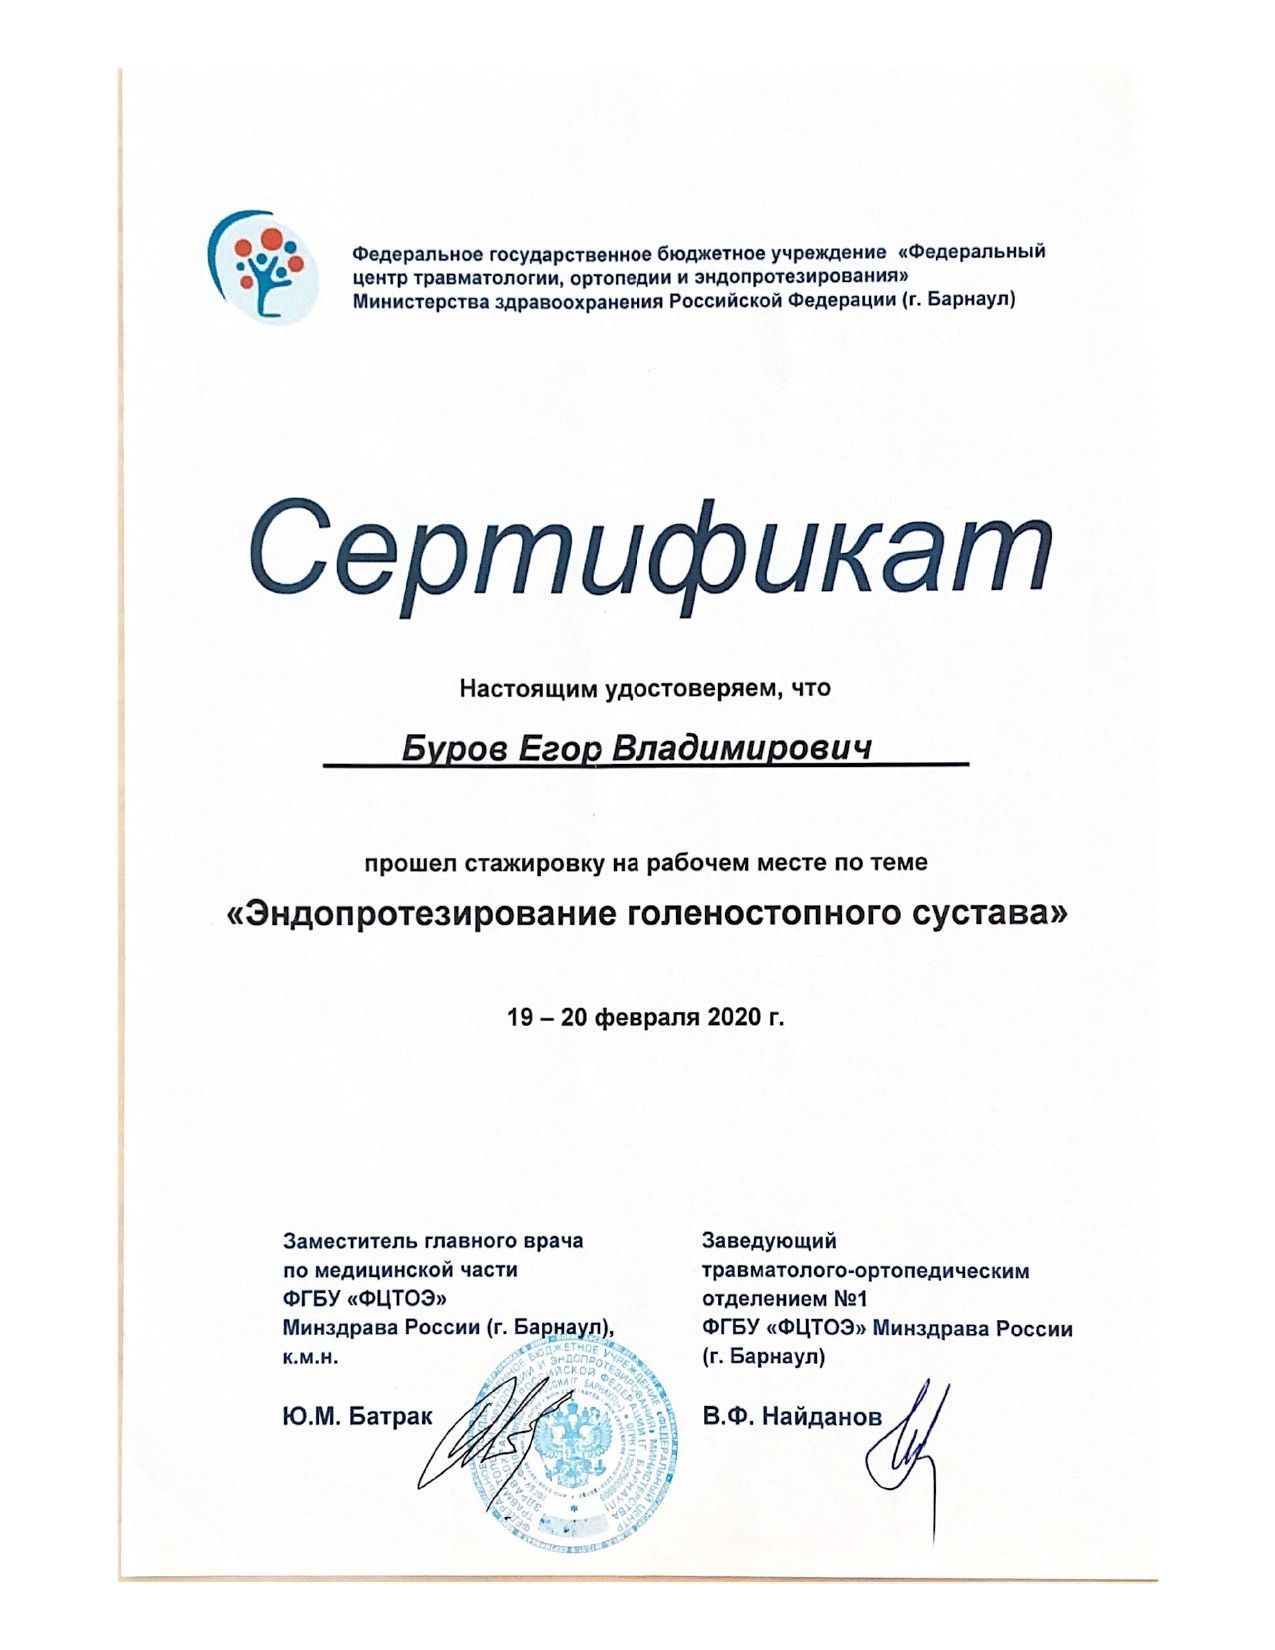 Федеральное государственное бюджетное учреждение «Федеральный
центр травматологии, ортопедии и эндопротезирования»
Министерства здравоохранения Российской Федерации (г. Барнаул)
Сертификат
Настоящим удостоверяем, что
Буров Егор Владимирович
прошел стажировку на рабочем месте по теме
«Эндопротезирование голеностопного сустава»
19 – 20 февраля 2020 г.
Заместитель главного врача
по медицинской части
ФГБУ «ФЦТОЭ»
Минздрава России (г. Барнаул),
к.м.н.
Ю.М. Батрак
Заведующий
травматолого-ортопедическим
отделением №1
ФГБУ «ФЦТОЭ» Минздрава России
(г. Барнаул)
В.Ф. Найданов